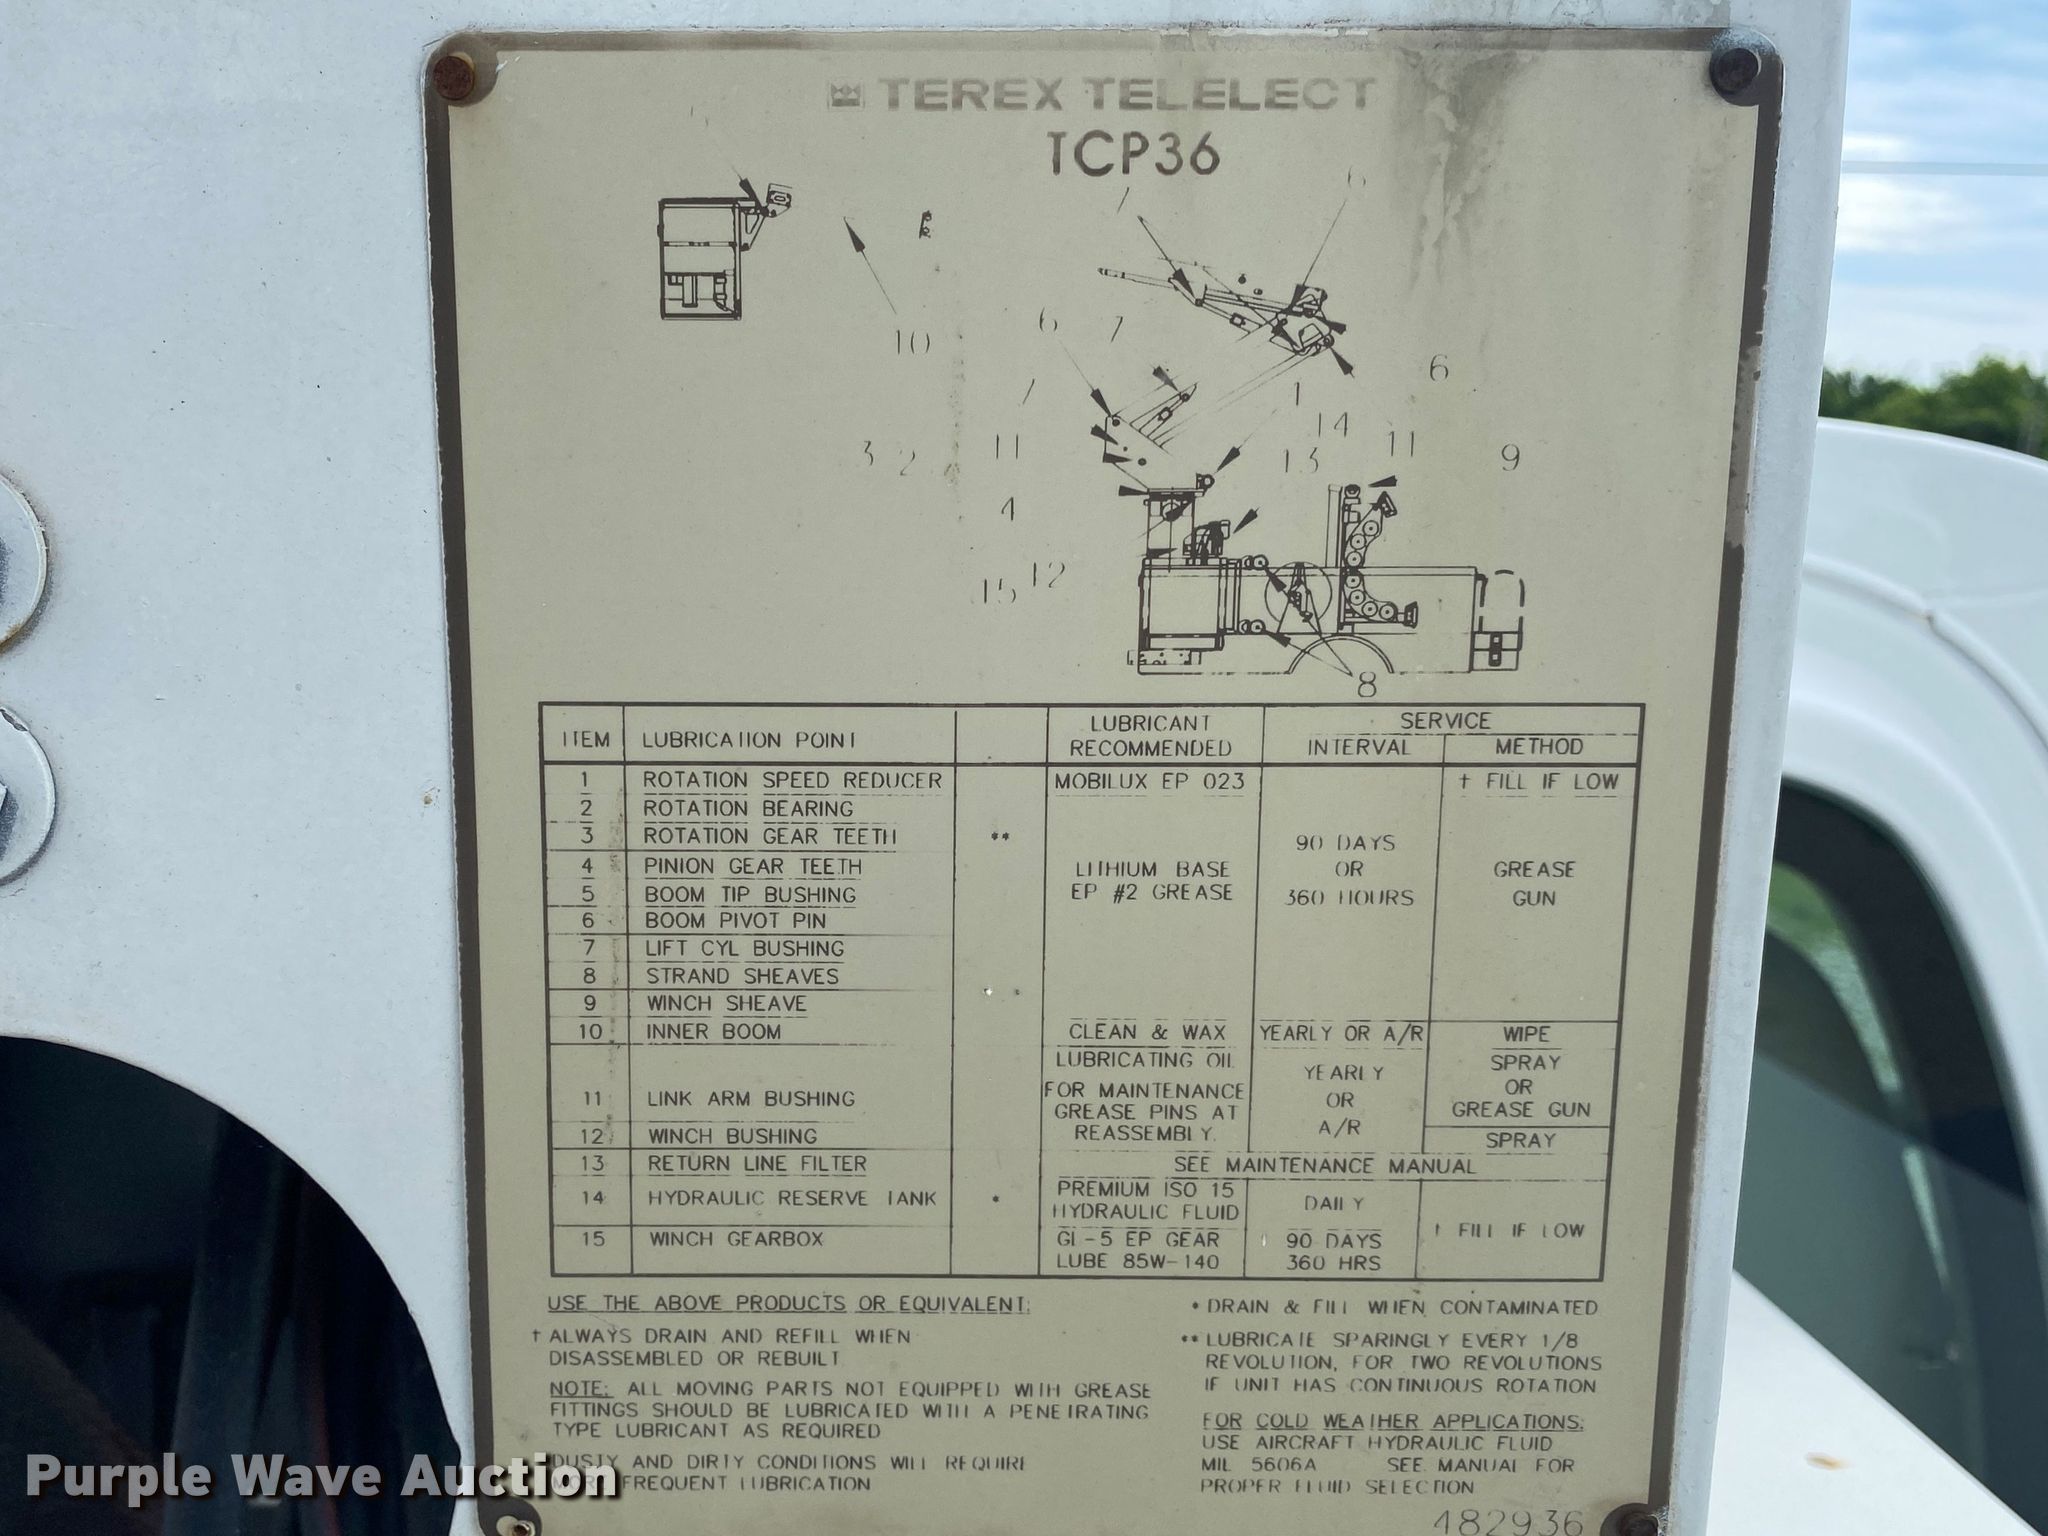 TEREX TELELECT
TCP36
6
10
6
7
6
1
14
11
3
2
11
13
9
4
15
12
8
ITEM LUBRICATION POINT LUBRICANT RECOMMENDED SERVICE
INTERVAL METHOD
1 ROTATION SPEED REDUCER MOBILUX EP 023 † FILL IF LOW
2 ROTATION BEARING
3 ROTATION GEAR TEETH **
4 PINION GEAR TEETH
5 BOOM TIP BUSHING
6 BOOM PIVOT PIN
7 LIFT CYL BUSHING
8 STRAND SHEAVES
9 WINCH SHEAVE
LITHIUM BASE
EP #2 GREASE
90 DAYS
OR
360 HOURS
GREASE
GUN
10 INNER BOOM CLEAN & WAX YEARLY OR A/R WIPE
11 LINK ARM BUSHING
12 WINCH BUSHING
LUBRICATING OIL
FOR MAINTENANCE
GREASE PINS AT
REASSEMBLY.
YEARLY
OR
A/R
SPRAY
OR
GREASE GUN
SPRAY
13 RETURN LINE FILTER SEE MAINTENANCE MANUAL
14 HYDRAULIC RESERVE TANK * PREMIUM ISO 15
HYDRAULIC FLUID
DAILY
† FILL IF LOW
15 WINCH GEARBOX GL-5 EP GEAR
LUBE 85W-140
90 DAYS
360 HRS
USE THE ABOVE PRODUCTS OR EQUIVALENT:
† ALWAYS DRAIN AND REFILL WHEN
DISASSEMBLED OR REBUILT
NOTE: ALL MOVING PARTS NOT EQUIPPED WITH GREASE
FITTINGS SHOULD BE LUBRICATED WITH A PENETRATING
TYPE LUBRICANT AS REQUIRED
DUSTY AND DIRTY CONDITIONS WILL REQUIRE
MORE FREQUENT LUBRICATION
* DRAIN & FILL WHEN CONTAMINATED
** LUBRICATE SPARINGLY EVERY 1/8
REVOLUTION, FOR TWO REVOLUTIONS
IF UNIT HAS CONTINUOUS ROTATION
FOR COLD WEATHER APPLICATIONS:
USE AIRCRAFT HYDRAULIC FLUID
MIL 5606A SEE MANUAL FOR
PROPER FLUID SELECTION
482936
Purple Wave Auction